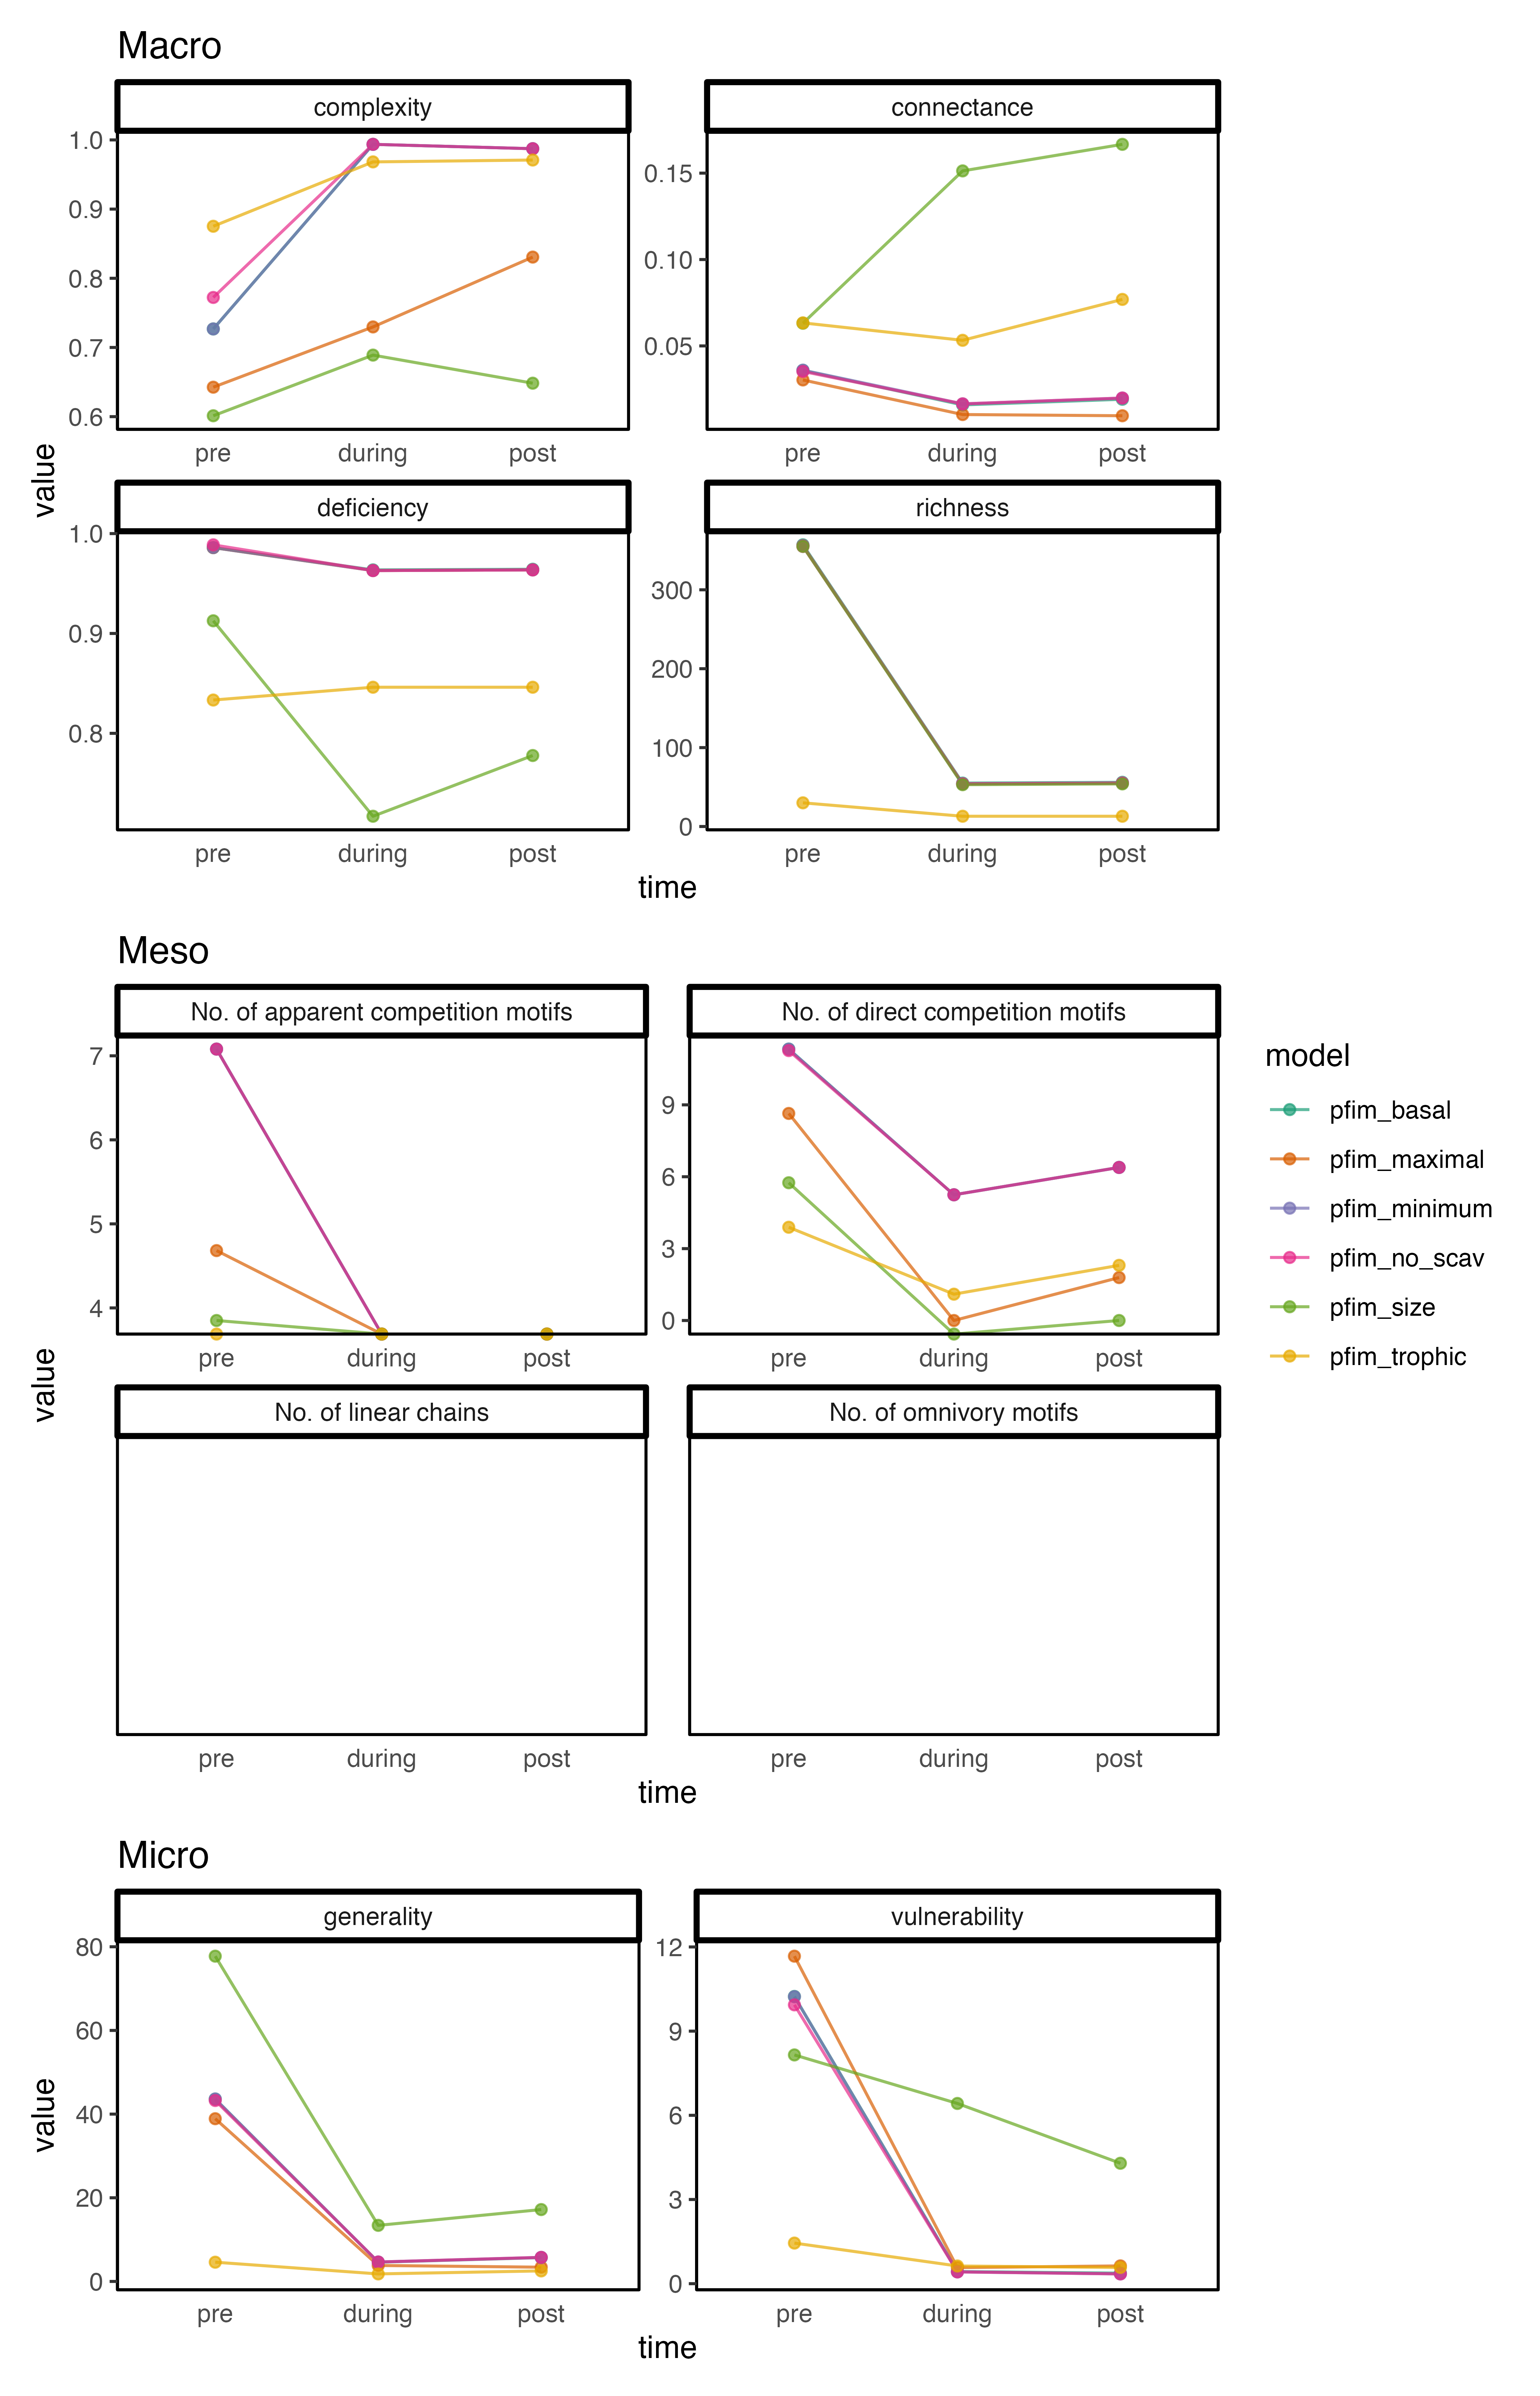 Macro
complexity
connectance
1.0
0.9
0.8
0.7
0.6
0.15
0.10
0.05
pre
during
post
pre
during
post
value
deficiency
richness
1.0
0.9
0.8
300
200
100
0
pre
during
post
pre
during
post
time
Meso
No. of apparent competition motifs
No. of direct competition motifs
7
6
5
4
9
6
3
0
pre
during
post
pre
during
post
value
No. of linear chains
No. of omnivory motifs
pre
during
post
pre
during
post
time
model
pfim_basal
pfim_maximal
pfim_minimum
pfim_no_scav
pfim_size
pfim_trophic
Micro
generality
vulnerability
80
60
40
20
0
12
9
6
3
0
value
pre
during
post
pre
during
post
time